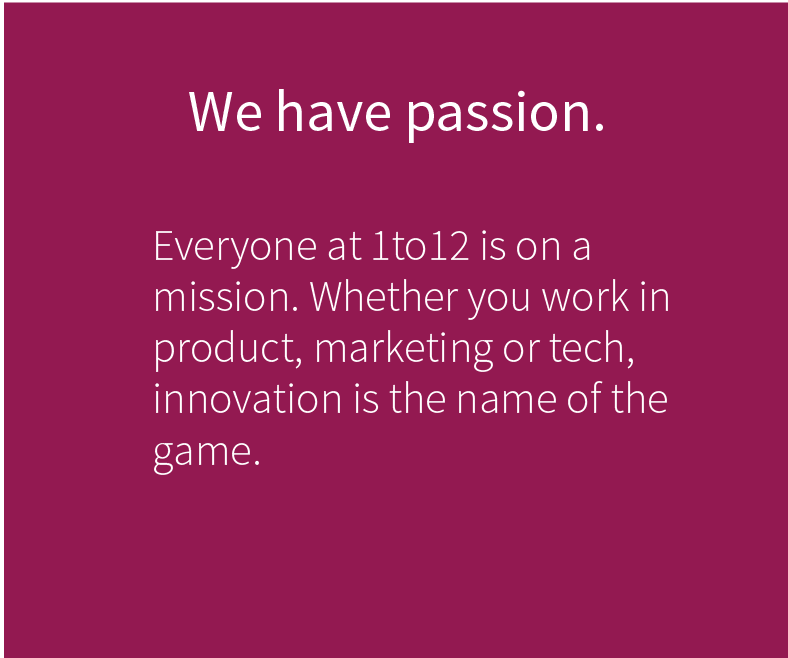 We have passion.
Everyone at 1to12 is on a
mission. Whether you work in
product, marketing or tech,
innovation is the name of the
game.